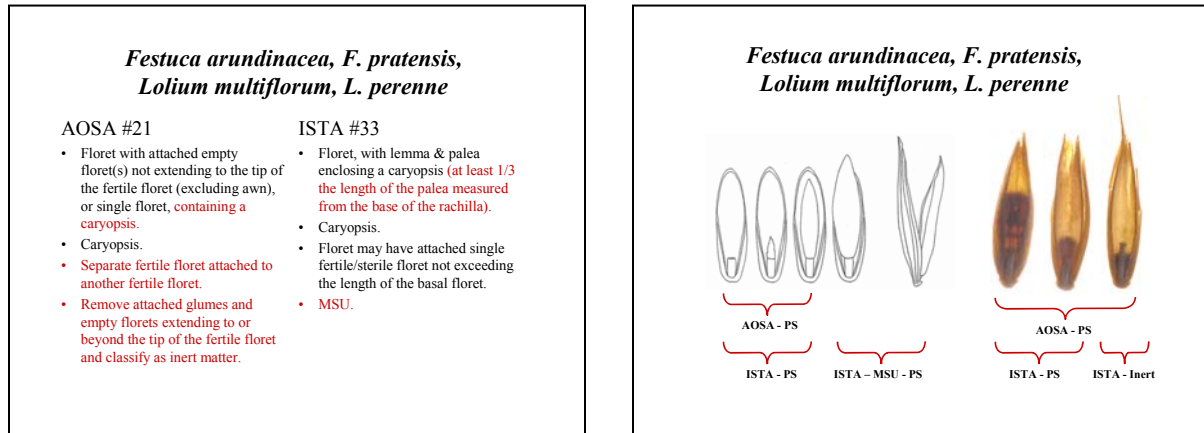 Festuca arundinacea, F. pratensis,
Lolium multiflorum, L. perenne
AOSA #21
• Floret with attached empty
floret(s) not extending to the tip of
the fertile floret (excluding awn),
or single floret, containing a
caryopsis.
• Caryopsis.
• Separate fertile floret attached to
another fertile floret.
• Remove attached glumes and
empty florets extending to or
beyond the tip of the fertile floret
and classify as inert matter.
ISTA #33
• Floret, with lemma & palea
enclosing a caryopsis (at least 1/3
the length of the palea measured
from the base of the rachilla).
• Caryopsis.
• Floret may have attached single
fertile/sterile floret not exceeding
the length of the basal floret.
• MSU.
Festuca arundinacea, F. pratensis,
Lolium multiflorum, L. perenne
AOSA - PS
ISTA - PS
ISTA – MSU - PS
AOSA - PS
ISTA - PS
ISTA - Inert